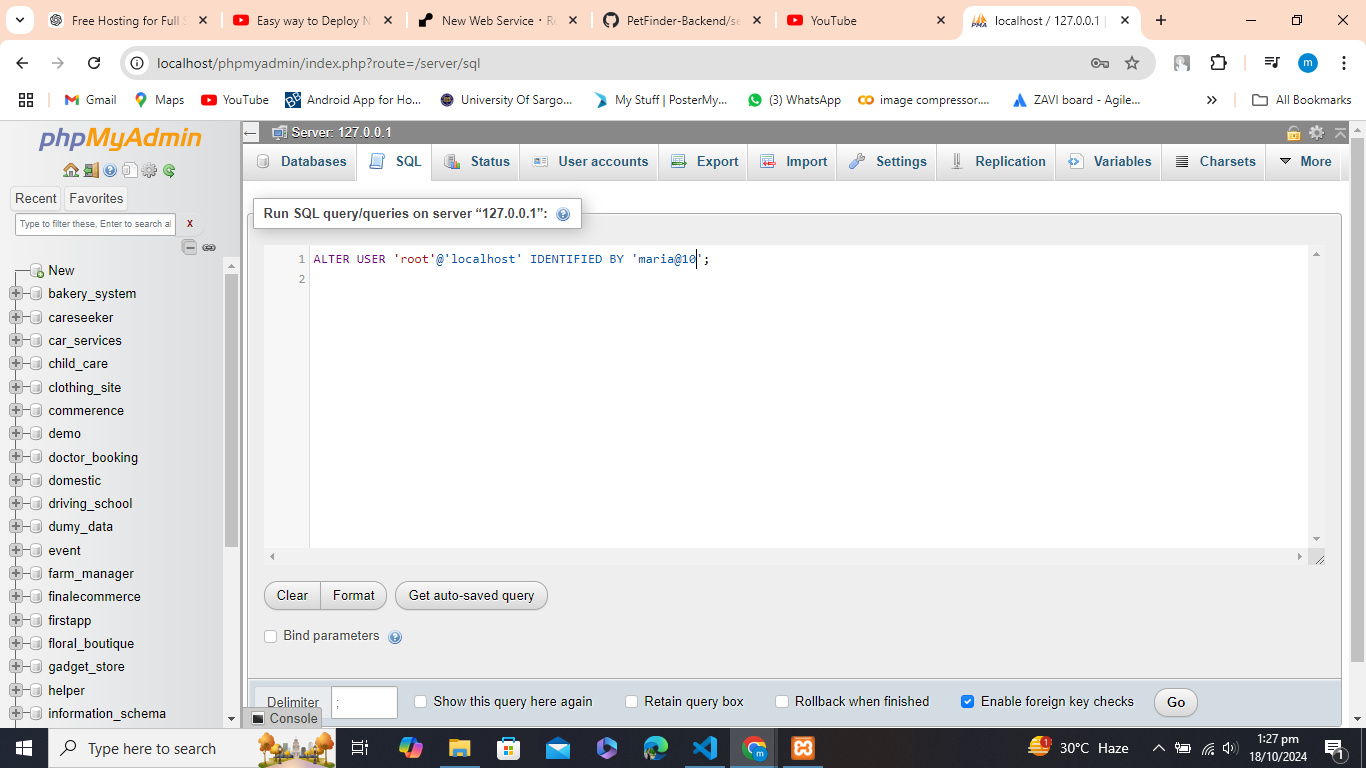 Free Hosting for Full S
Easy way to Deploy N
New Web Service・R
PetFinder-Backend/se
YouTube
localhost / 127.0.0.1 |
localhost/phpmyadmin/index.php?route=/server/sql
m
Gmail
Maps
YouTube
Android App for Ho...
University Of Sargo...
My Stuff | PosterMy...
(3) WhatsApp
image compressor....
ZAVI board - Agile...
All Bookmarks
phpMyAdmin
Recent
Favorites
Type to filter these, Enter to search al
X
New
bakery_system
careseeker
car_services
child_care
clothing_site
commerence
demo
doctor_booking
domestic
driving_school
dumy_data
event
farm_manager
finalecommerce
firstapp
floral_boutique
gadget_store
helper
information_schema
Server: 127.0.0.1
Databases
SQL
Status
User accounts
Export
Import
Settings
Replication
Variables
Charsets
More
Run SQL query/queries on server “127.0.0.1”:
1 ALTER USER 'root'@'localhost' IDENTIFIED BY 'maria@10';
2
Clear
Format
Get auto-saved query
Bind parameters
Delimiter
;
Show this query here again
Retain query box
Rollback when finished
Enable foreign key checks
Go
Console
Type here to search
30°C Haze
1:27 pm
18/10/2024
1